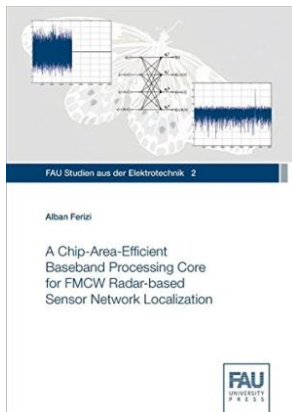 FAU Studien aus der Elektrotechnik 2
Alban Ferizi
A Chip-Area-Efficient
Baseband Processing Core
for FMCW Radar-based
Sensor Network Localization
FAU
UNIVERSITY
PRESS